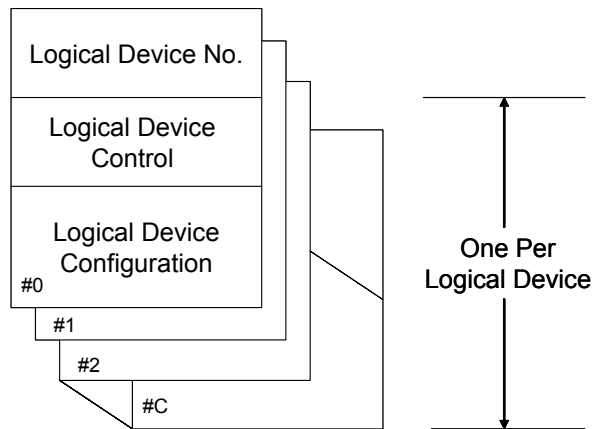 Logical Device No.
Logical Device
Control
Logical Device
Configuration
#0
#1
#2
#C
One Per
Logical Device